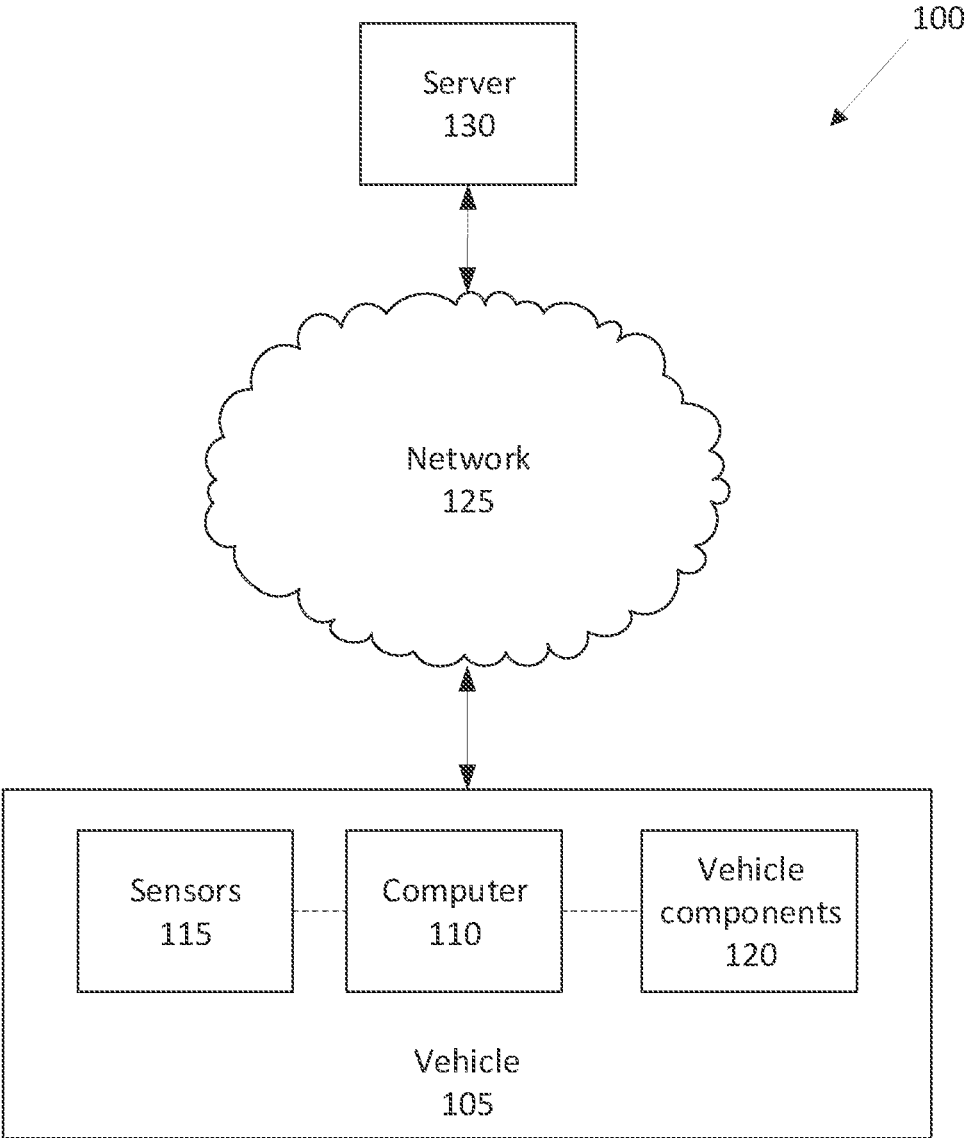 100
Server
130
Network
125
Sensors
115
Computer
110
Vehicle
components
120
Vehicle
105